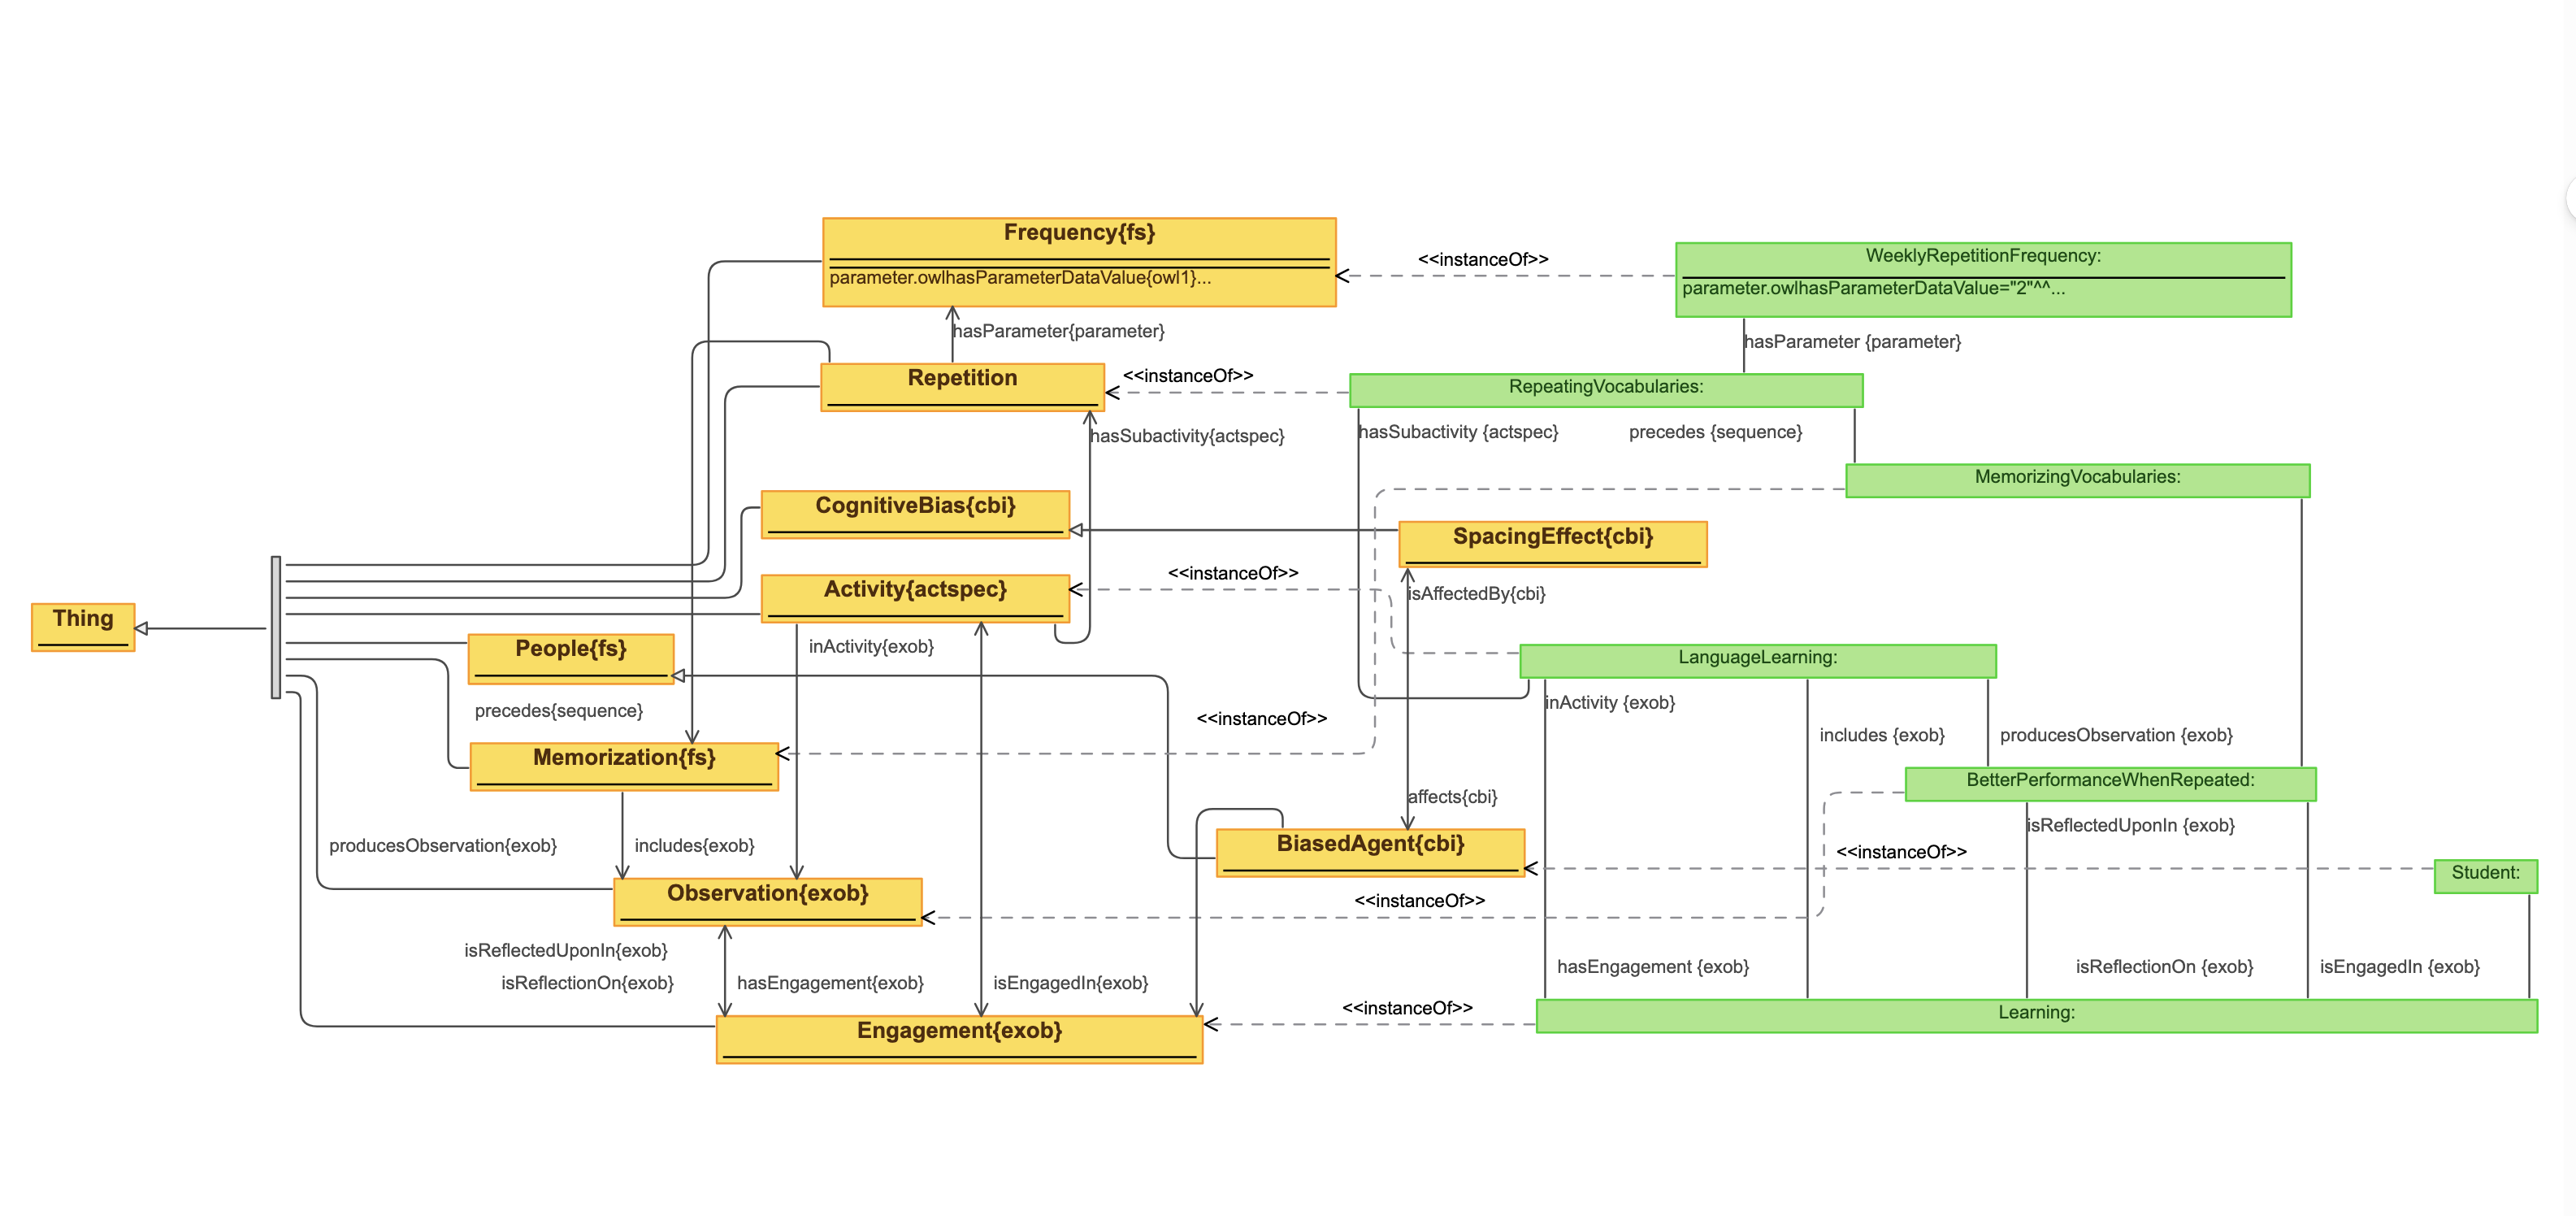 Frequency{fs}
parameter.owlhasParameterDataValue{owl1}...
<<instanceOf>>
WeeklyRepetitionFrequency:
parameter.owlhasParameterDataValue="2"^^...
hasParameter{parameter}
hasParameter {parameter}
Repetition
<<instanceOf>>
RepeatingVocabularies:
hasSubactivity{actspec}
hasSubactivity {actspec}
precedes {sequence}
MemorizingVocabularies:
CognitiveBias{cbi}
SpacingEffect{cbi}
Activity{actspec}
<<instanceOf>>
isAffectedBy{cbi}
Thing
People{fs}
inActivity{exob}
LanguageLearning:
precedes{sequence}
<<instanceOf>>
inActivity {exob}
includes {exob}
producesObservation {exob}
Memorization{fs}
BetterPerformanceWhenRepeated:
affects{cbi}
isReflectedUponIn {exob}
producesObservation{exob}
includes{exob}
BiasedAgent{cbi}
<<instanceOf>>
Student:
Observation{exob}
<<instanceOf>>
isReflectedUponIn{exob}
isReflectionOn{exob}
hasEngagement{exob}
isEngagedIn{exob}
hasEngagement {exob}
isReflectionOn {exob}
isEngagedIn {exob}
<<instanceOf>>
Learning:
Engagement{exob}